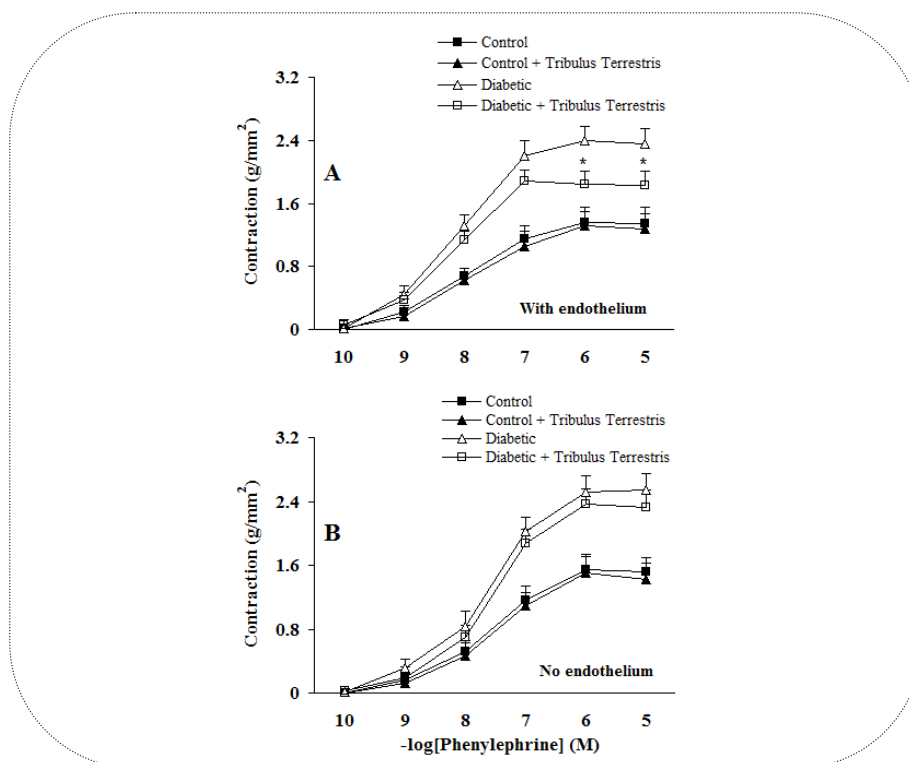 Control
Control + Tribulus Terrestris
Diabetic
Diabetic + Tribulus Terrestris
3.2
2.4
1.6
0.8
0
Contraction (g/mm²)
A
* *
With endothelium
10 9 8 7 6 5
Control
Control + Tribulus Terrestris
Diabetic
Diabetic + Tribulus Terrestris
3.2
2.4
1.6
0.8
0
Contraction (g/mm²)
B
No endothelium
10 9 8 7 6 5
-log[Phenylephrine] (M)